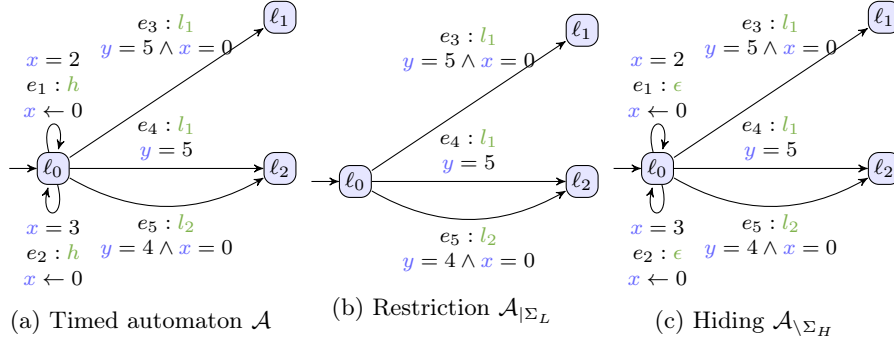 e₃ : l₁
y = 5 ∧ x = 0
ℓ₁
x = 2
e₁ : h
x ← 0
e₄ : l₁
y = 5
ℓ₀
ℓ₂
x = 3
e₂ : h
x ← 0
e₅ : l₂
y = 4 ∧ x = 0
(a) Timed automaton 𝒜
e₃ : l₁
y = 5 ∧ x = 0
ℓ₁
e₄ : l₁
y = 5
ℓ₀
ℓ₂
e₅ : l₂
y = 4 ∧ x = 0
(b) Restriction 𝒜|Σ_L
e₃ : l₁
y = 5 ∧ x = 0
ℓ₁
x = 2
e₁ : ϵ
x ← 0
e₄ : l₁
y = 5
ℓ₀
ℓ₂
x = 3
e₂ : ϵ
x ← 0
e₅ : l₂
y = 4 ∧ x = 0
(c) Hiding 𝒜\Σ_H